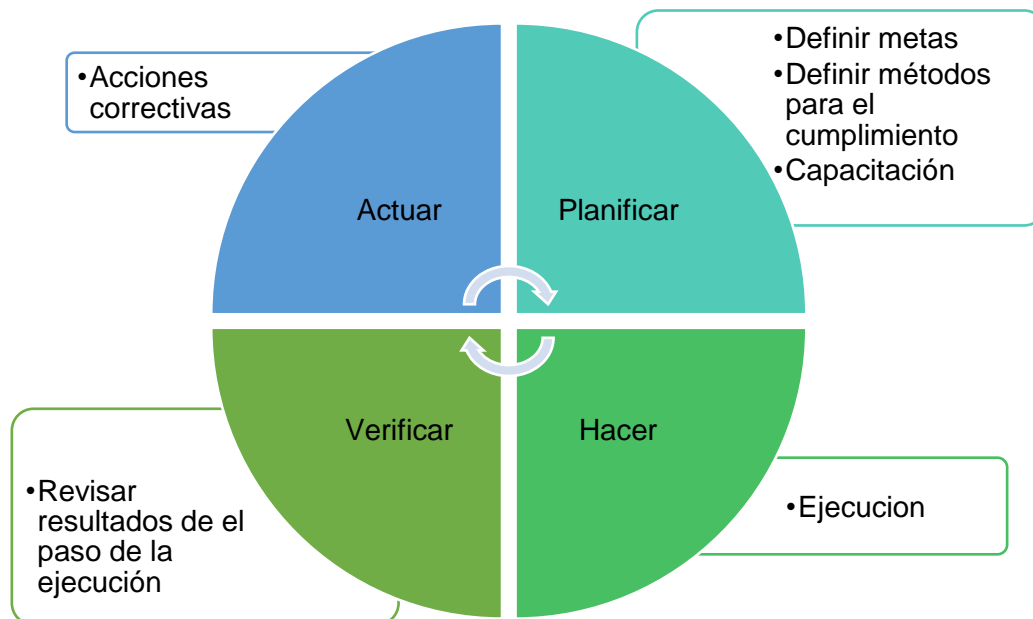 •Acciones
correctivas
•Definir metas
•Definir métodos
para el
cumplimiento
•Capacitación
Actuar
Planificar
Verificar
Hacer
•Revisar
resultados de el
paso de la
ejecución
•Ejecucion